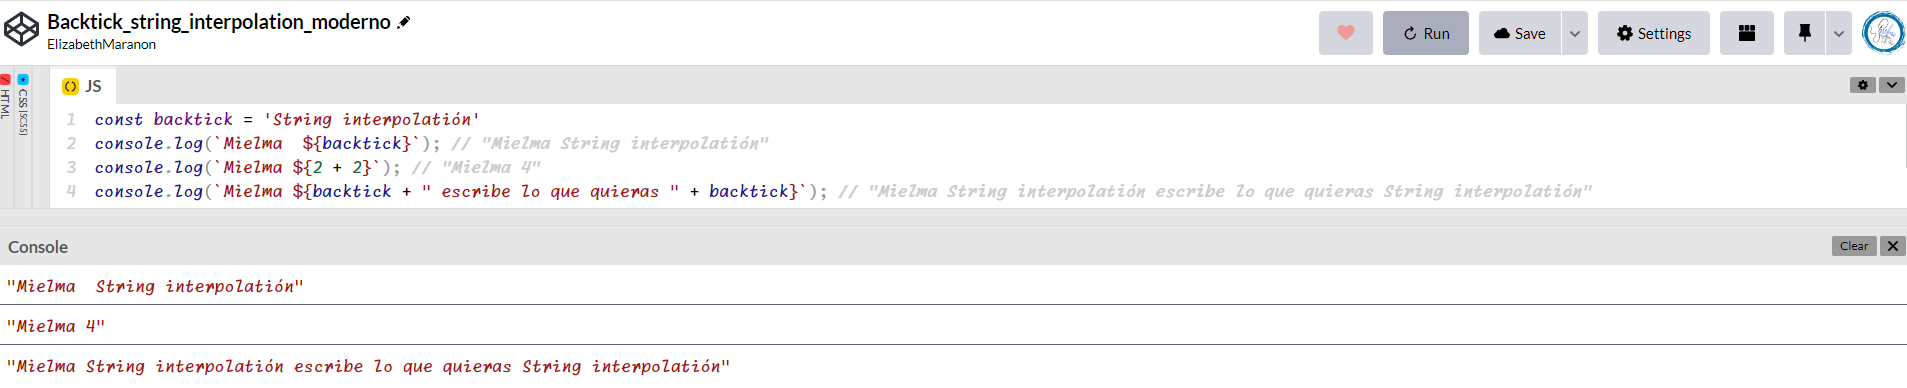 Backtick_string_interpolation_moderno
ElizabethMaranon
Run
Save
Settings
HTML
CSS (SCSS)
JS
1 const backtick = 'String interpolatión'
2 console.log(`Mielma  ${backtick}`); // "Mielma String interpolatión"
3 console.log(`Mielma ${2 + 2}`); // "Mielma 4"
4 console.log(`Mielma ${backtick + " escribe lo que quieras " + backtick}`); // "Mielma String interpolatión escribe lo que quieras String interpolatión"
Console
Clear
"Mielma  String interpolatión"
"Mielma 4"
"Mielma String interpolatión escribe lo que quieras String interpolatión"